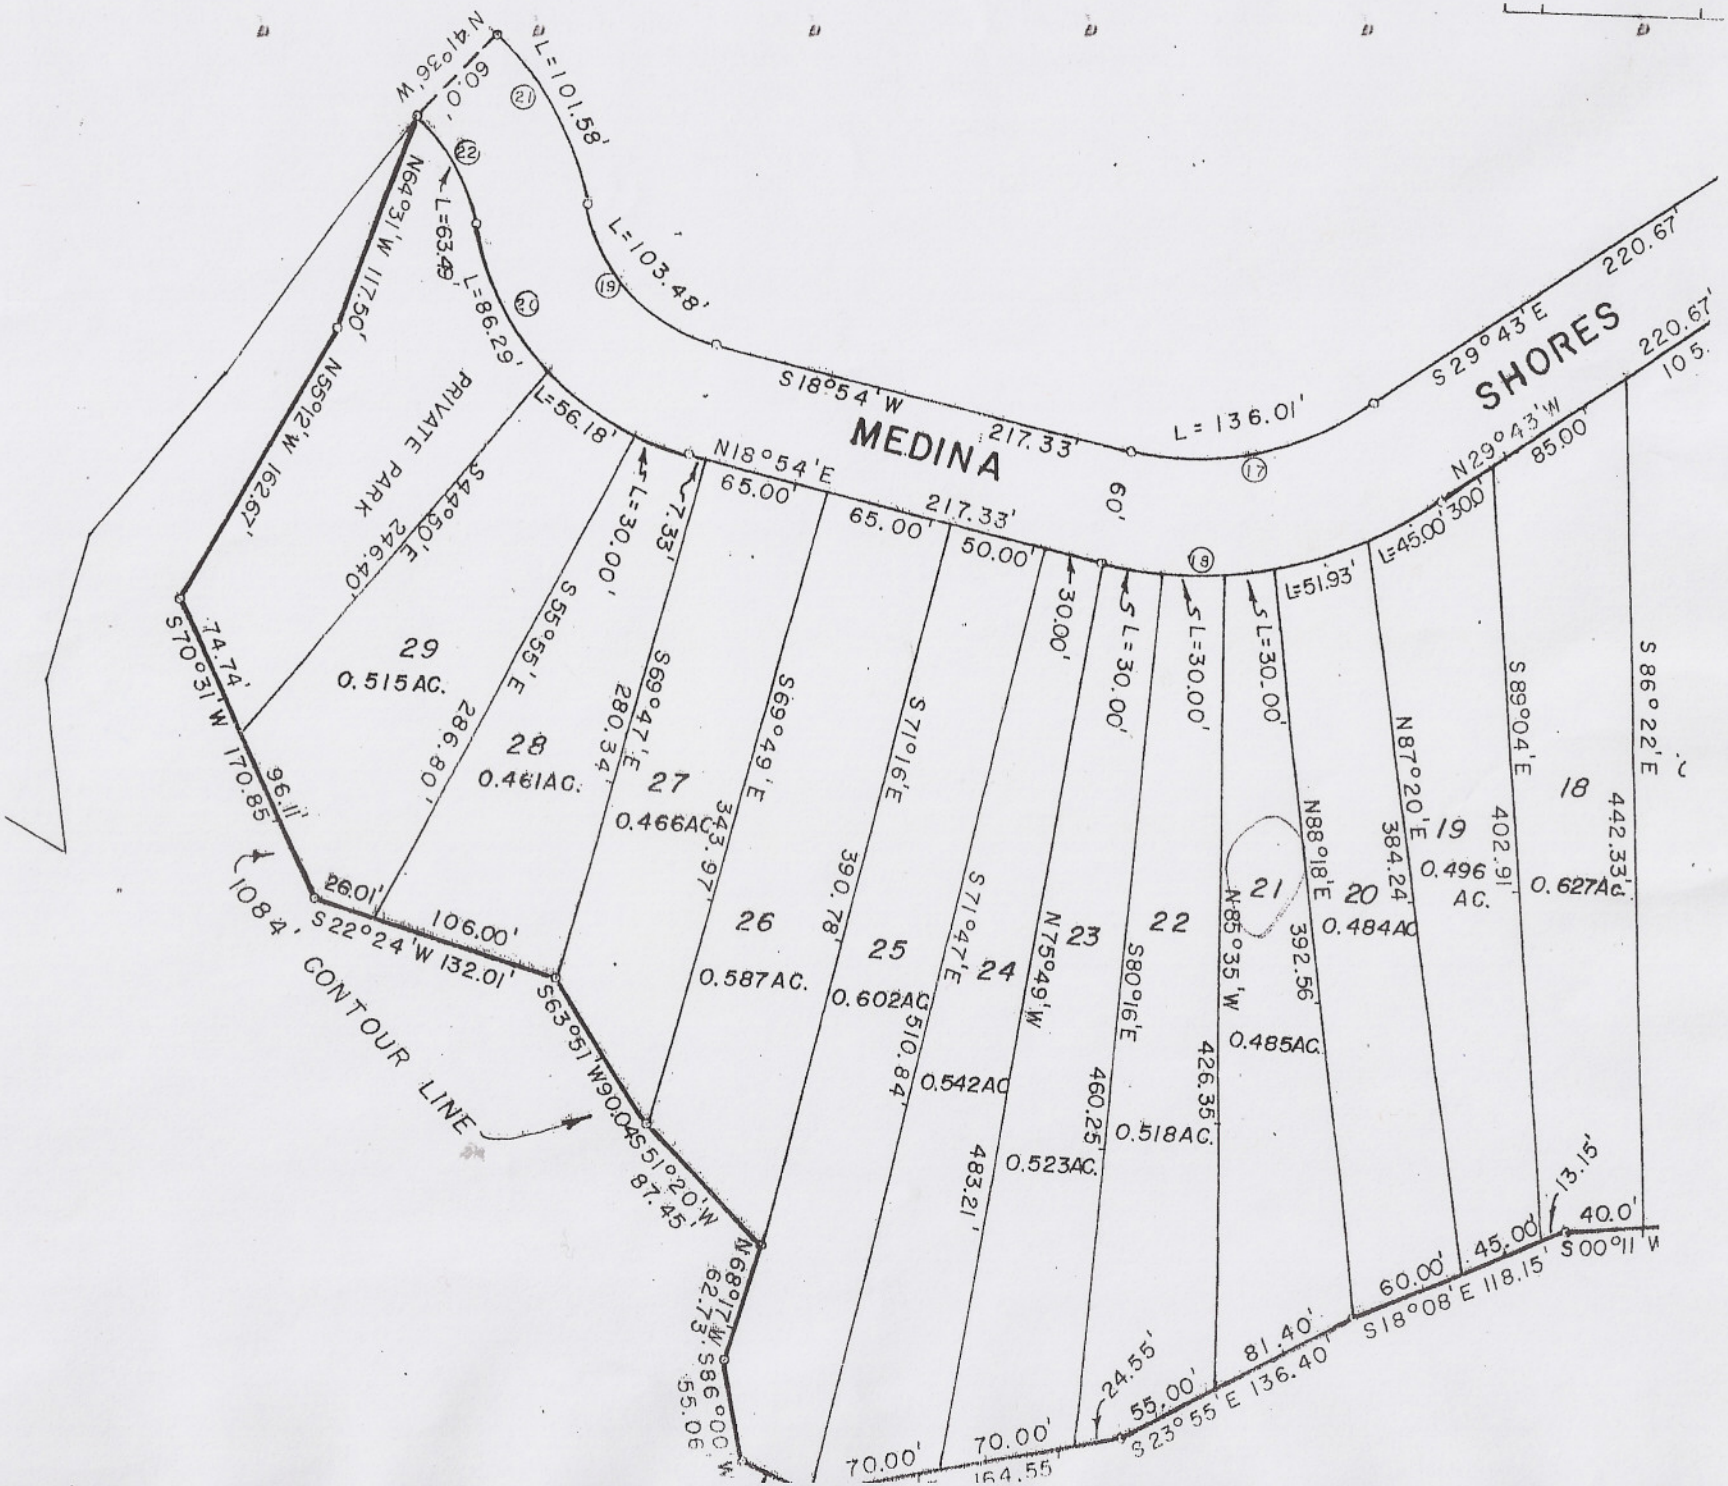 N 41°36' W
60.0'
L=101.58'
21
22
N64°31'W 117.50'
L=63.49'
L=103.48'
19
20
L=86.29'
N55°12'W 162.67'
PRIVATE PARK
L=56.18'
S44°50'E
246.40'
S18°54'W
217.33'
MEDINA
SHORES
L=136.01'
17
S29°43'E
220.67'
220.67'
105.
N29°43'W
85.00'
30.0'
60'
N18°54'E
217.33'
65.00'
65.00'
50.00'
7.33'
L=30.00'
30.00'
18
L=30.00'
L=30.00'
L=30.00'
L=51.93'
L=45.00'
74.74'
S70°31'W 170.85'
96.11'
29
0.515AC.
S55°55'E
286.80'
28
0.461AC.
S69°47'E
280.34'
27
0.466AC
S69°49'E
343.97'
26
0.587AC.
S71°16'E
390.78'
25
0.602AC
S71°47'E
510.84'
24
0.542AC
N75°49'W
483.21'
23
0.523AC.
S80°16'E
460.25'
22
0.518AC.
N85°35'W
426.35'
21
0.485AC.
N88°18'E
392.56'
20
0.484AC
N87°20'E
384.24'
19
0.496
AC.
S89°04'E
402.91'
18
0.627AC.
S86°22'E
442.33'
26.01'
106.00'
S22°24'W 132.01'
1084'
CONTOUR
LINE
S63°51'W 90.04
S51°20'W
87.45'
N68°17'W
62.73'
S86°00'W
55.06'
70.00'
70.00'
164.55'
24.55'
55.00'
81.40'
S23°55'E 136.40'
60.00'
45.00'
S18°08'E 118.15'
13.15'
40.0'
S00°11'W